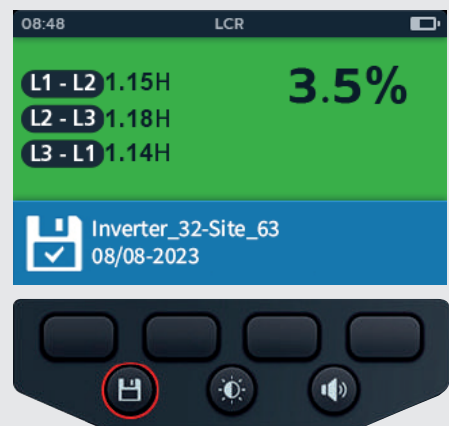 08:48 LCR
L1 - L2 1.15H 3.5%
L2 - L3 1.18H
L3 - L1 1.14H
Inverter_32-Site_63
08/08-2023